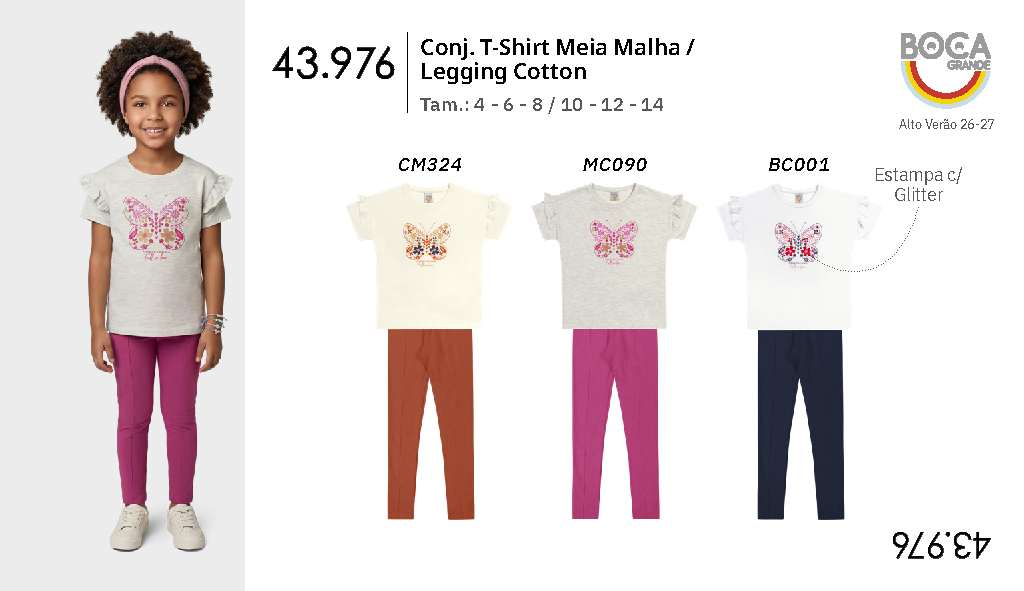 43.976
Conj. T-Shirt Meia Malha /
Legging Cotton
Tam.: 4 - 6 - 8 / 10 - 12 - 14
BOCA
GRANDE
Alto Verão 26-27
CM324
MC090
BC001
Estampa c/
Glitter
43.976